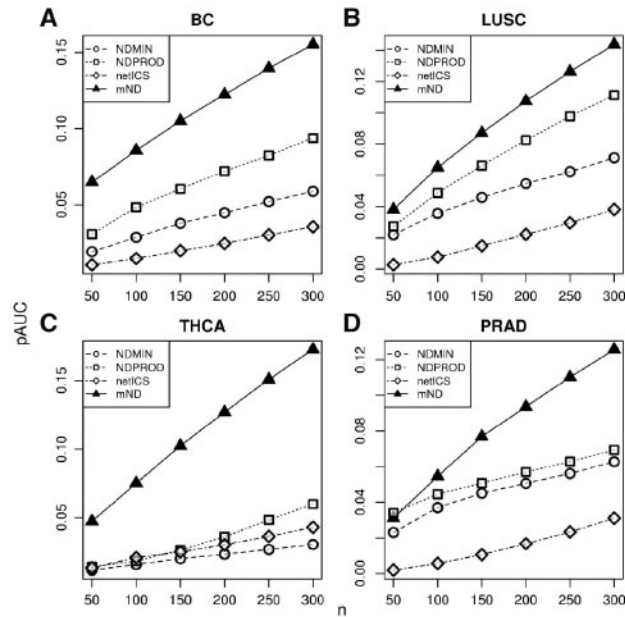 A BC
NDMIN
NDPROD
netICS
mND
0.15
0.10
0.05
50 100 150 200 250 300
B LUSC
NDMIN
NDPROD
netICS
mND
0.12
0.08
0.04
0.00
50 100 150 200 250 300
C THCA
NDMIN
NDPROD
netICS
mND
0.15
0.10
0.05
50 100 150 200 250 300
D PRAD
NDMIN
NDPROD
netICS
mND
0.12
0.08
0.04
0.00
50 100 150 200 250 300
pAUC
n